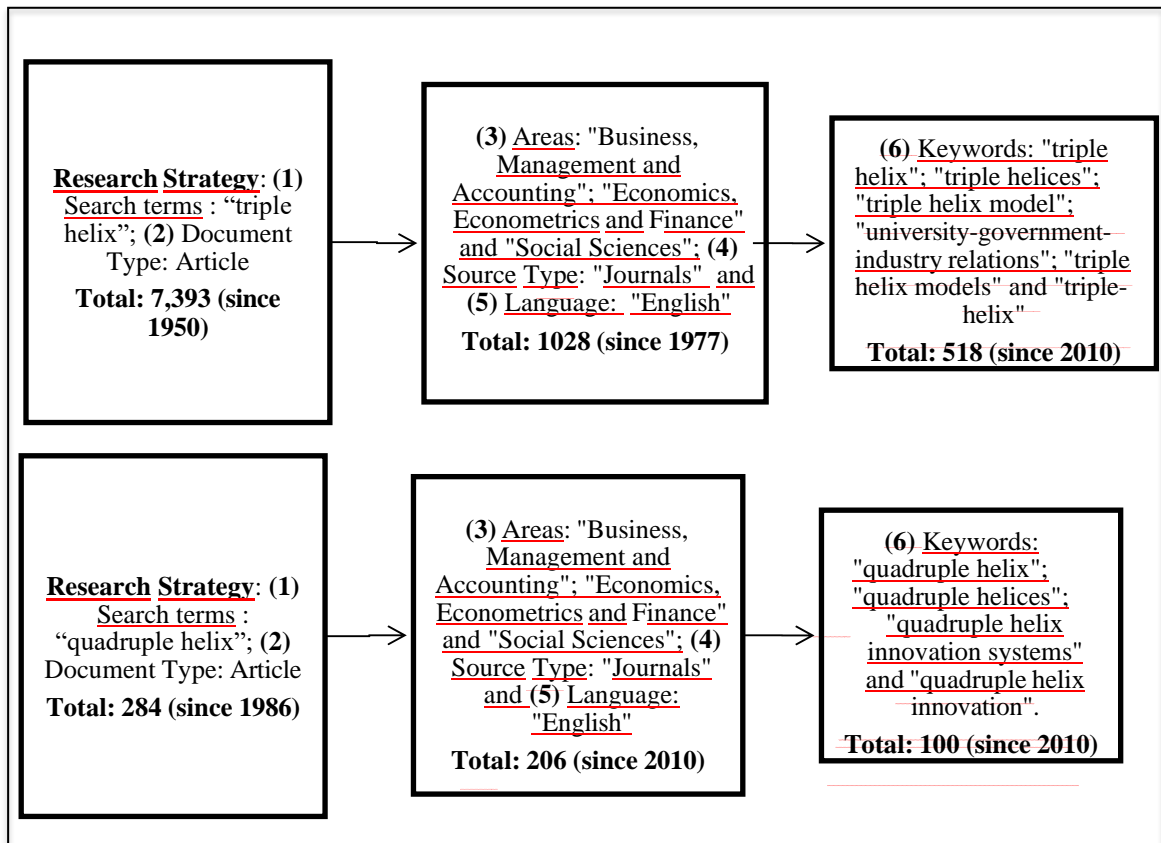 Research Strategy: (1)
Search terms : “triple
helix”; (2) Document
Type: Article
Total: 7,393 (since
1950)
(3) Areas: "Business,
Management and
Accounting"; "Economics,
Econometrics and Finance"
and "Social Sciences"; (4)
Source Type: "Journals" and
(5) Language: "English"
Total: 1028 (since 1977)
(6) Keywords: "triple
helix"; "triple helices";
"triple helix model";
"university-government-
industry relations"; "triple
helix models" and "triple-
helix"
Total: 518 (since 2010)
Research Strategy: (1)
Search terms :
“quadruple helix”; (2)
Document Type: Article
Total: 284 (since 1986)
(3) Areas: "Business,
Management and
Accounting"; "Economics,
Econometrics and Finance"
and "Social Sciences"; (4)
Source Type: "Journals"
and (5) Language:
"English"
Total: 206 (since 2010)
(6) Keywords:
"quadruple helix";
"quadruple helices";
"quadruple helix
innovation systems"
and "quadruple helix
innovation".
Total: 100 (since 2010)